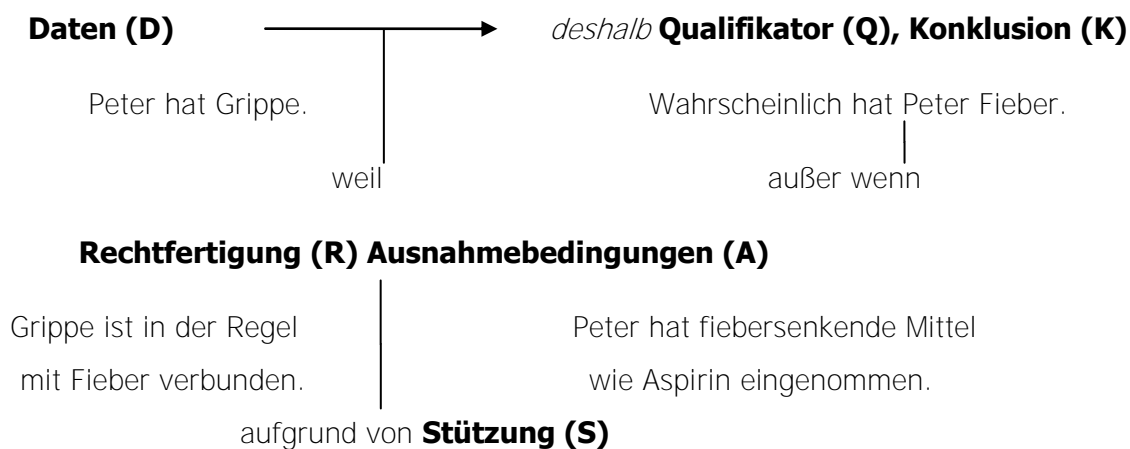 Daten (D) deshalb Qualifikator (Q), Konklusion (K)
Peter hat Grippe. Wahrscheinlich hat Peter Fieber.
weil außer wenn
Rechtfertigung (R) Ausnahmebedingungen (A)
Grippe ist in der Regel Peter hat fiebersenkende Mittel
mit Fieber verbunden. wie Aspirin eingenommen.
aufgrund von Stützung (S)